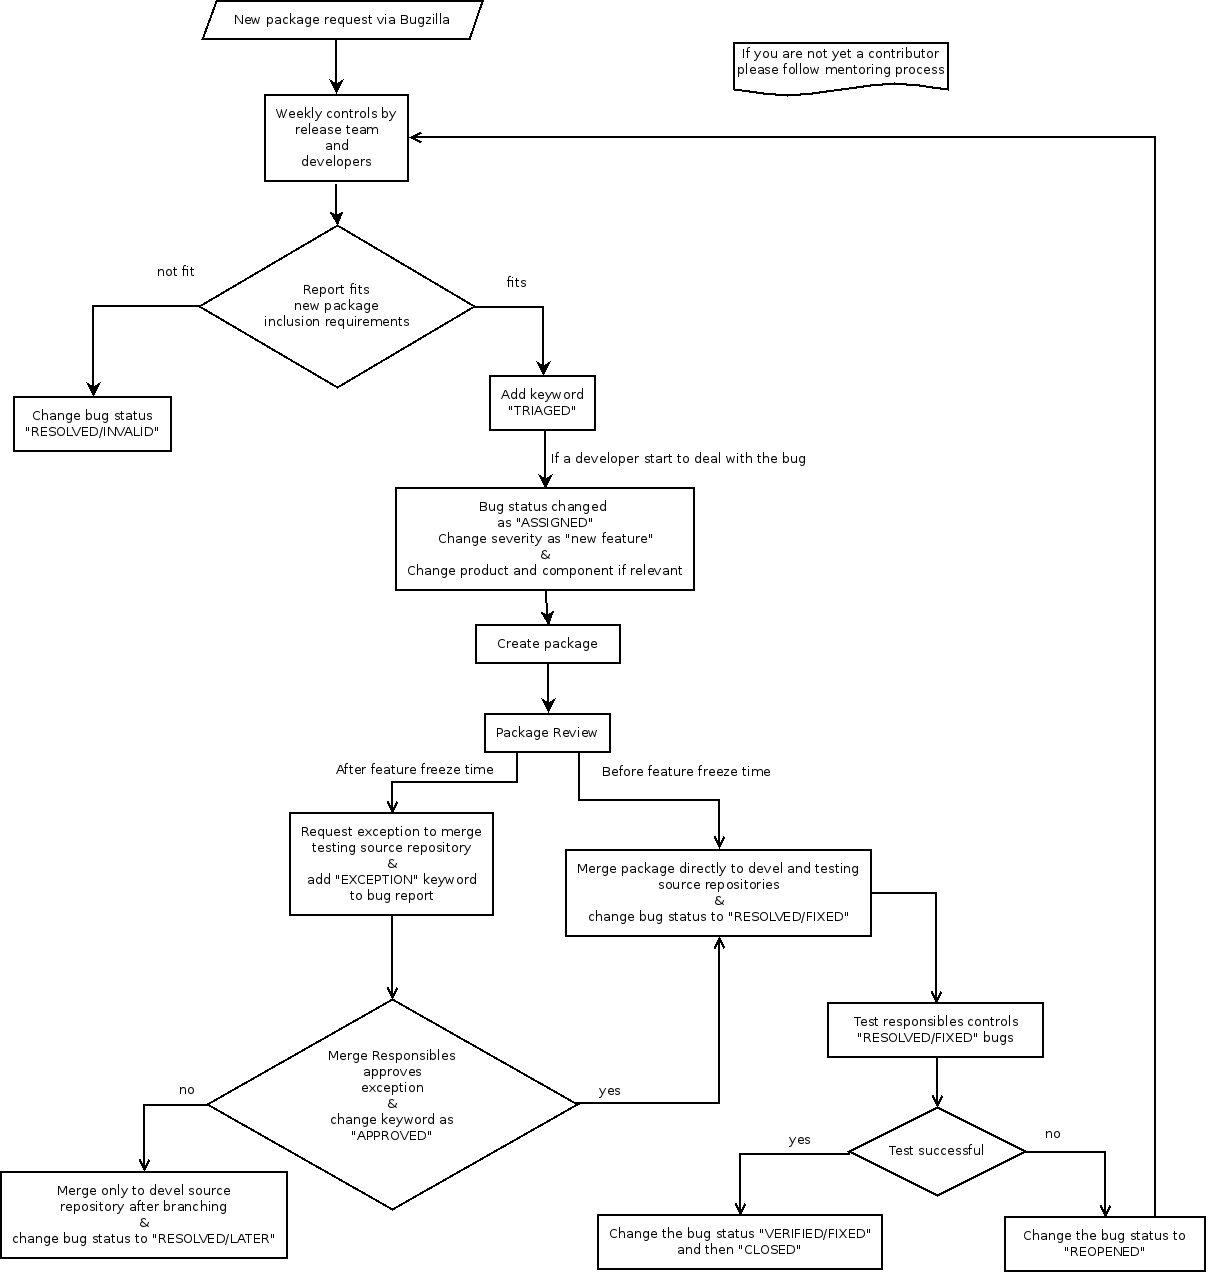 New package request via Bugzilla
If you are not yet a contributor
please follow mentoring process
Weekly controls by
release team
and
developers
not fit
fits
Report fits
new package
inclusion requirements
Change bug status
"RESOLVED/INVALID"
Add keyword
"TRIAGED"
If a developer start to deal with the bug
Bug status changed
as "ASSIGNED"
Change severity as "new feature"
&
Change product and component if relevant
Create package
Package Review
After feature freeze time
Before feature freeze time
Request exception to merge
testing source repository
&
add "EXCEPTION" keyword
to bug report
Merge package directly to devel and testing
source repositories
&
change bug status to "RESOLVED/FIXED"
Test responsibles controls
"RESOLVED/FIXED" bugs
Merge Responsibles
approves
exception
&
change keyword as
"APPROVED"
no
yes
yes
no
Test successful
Merge only to devel source
repository after branching
&
change bug status to "RESOLVED/LATER"
Change the bug status "VERIFIED/FIXED"
and then "CLOSED"
Change the bug status to
"REOPENED"